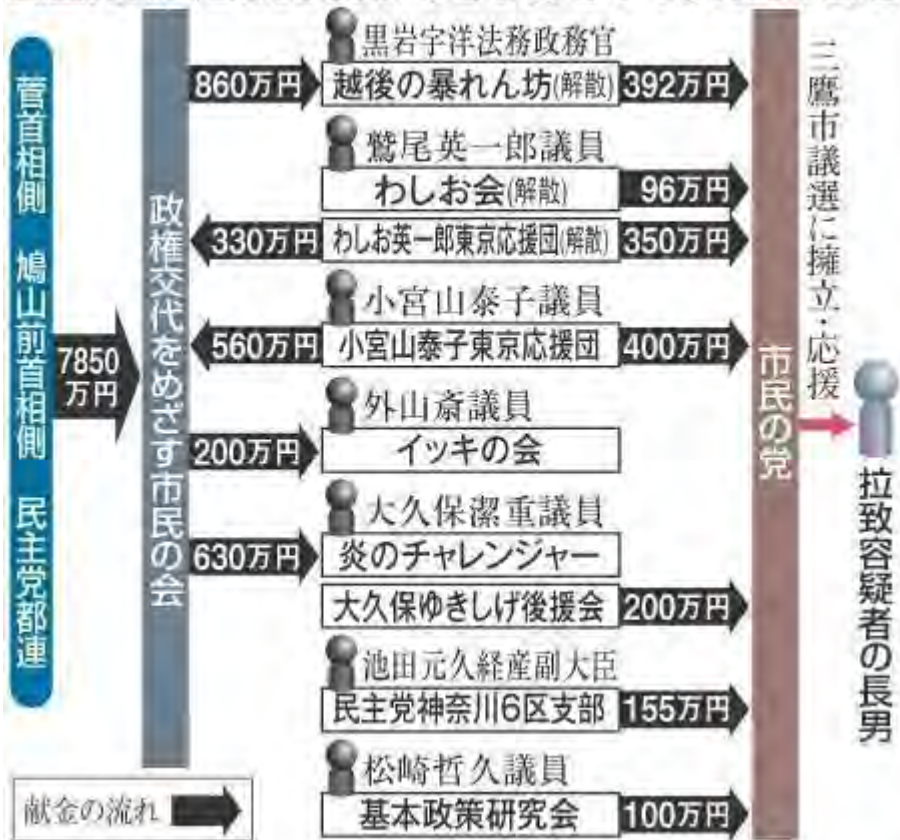 菅首相側　鳩山前首相側　民主党都連
7850
万円
政権交代をめざす市民の会
黒岩宇洋法務政務官
860万円
越後の暴れん坊(解散)
392万円
鷲尾英一郎議員
わしお会(解散)
96万円
330万円
わしお英一郎東京応援団(解散)
350万円
小宮山泰子議員
560万円
小宮山泰子東京応援団
400万円
外山斎議員
200万円
イッキの会
大久保潔重議員
630万円
炎のチャレンジャー
大久保ゆきしげ後援会
200万円
池田元久経産副大臣
民主党神奈川6区支部
155万円
松崎哲久議員
基本政策研究会
100万円
市民の党
三鷹市議選に擁立・応援
拉致容疑者の長男
献金の流れ